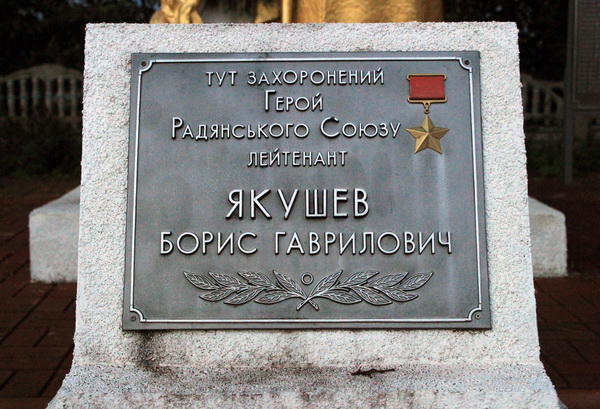 ТУТ ЗАХОРОНЕНИЙ
ГЕРОЙ
РАДЯНСЬКОГО СОЮЗУ
ЛЕЙТЕНАНТ
ЯКУШЕВ
БОРИС ГАВРИЛОВИЧ